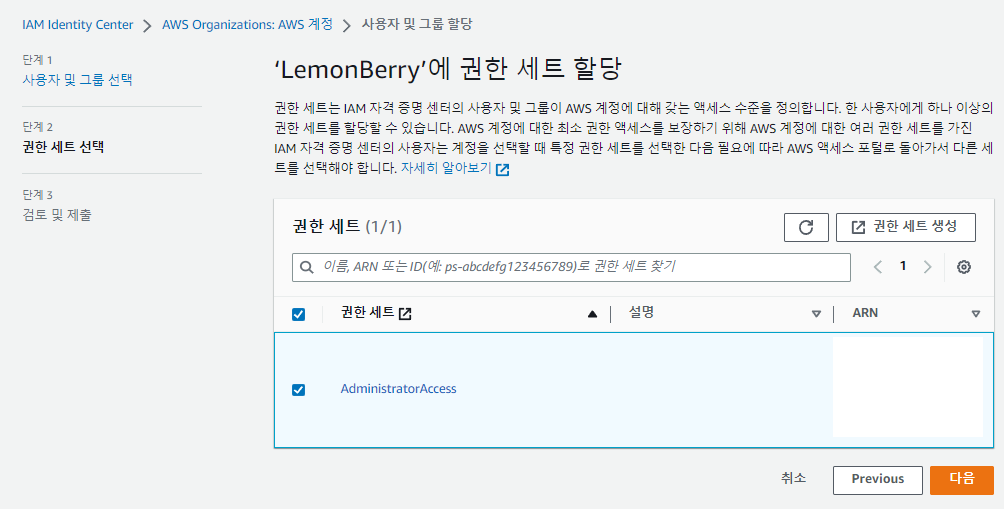 IAM Identity Center > AWS Organizations: AWS 계정 > 사용자 및 그룹 할당
단계 1
사용자 및 그룹 선택
단계 2
권한 세트 선택
단계 3
검토 및 제출
‘LemonBerry’에 권한 세트 할당
권한 세트는 IAM 자격 증명 센터의 사용자 및 그룹이 AWS 계정에 대해 갖는 액세스 수준을 정의합니다. 한 사용자에게 하나 이상의
권한 세트를 할당할 수 있습니다. AWS 계정에 대한 최소 권한 액세스를 보장하기 위해 AWS 계정에 대한 여러 권한 세트를 가진
IAM 자격 증명 센터의 사용자는 계정을 선택할 때 특정 권한 세트를 선택한 다음 필요에 따라 AWS 액세스 포털로 돌아가서 다른 세
트를 선택해야 합니다. 자세히 알아보기
권한 세트 (1/1)
권한 세트 생성
이름, ARN 또는 ID(예: ps-abcdefg123456789)로 권한 세트 찾기
1
권한 세트 설명 ARN
AdministratorAccess
취소 Previous 다음